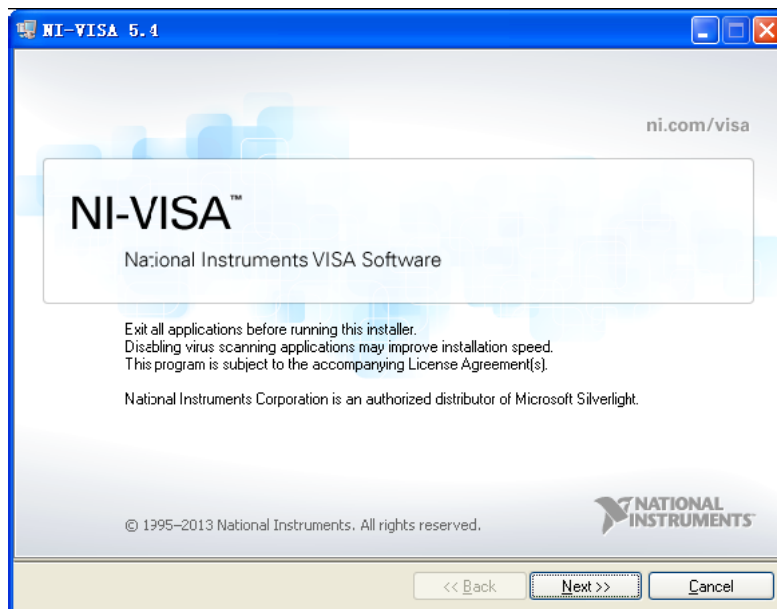 NI-VISA 5.4
ni.com/visa
NI-VISA™
National Instruments VISA Software
Exit all applications before running this installer.
Disabling virus scanning applications may improve installation speed.
This program is subject to the accompanying License Agreement(s).
National Instruments Corporation is an authorized distributor of Microsoft Silverlight.
NATIONAL
INSTRUMENTS™
© 1995–2013 National Instruments. All rights reserved.
<< Back
Next >>
Cancel